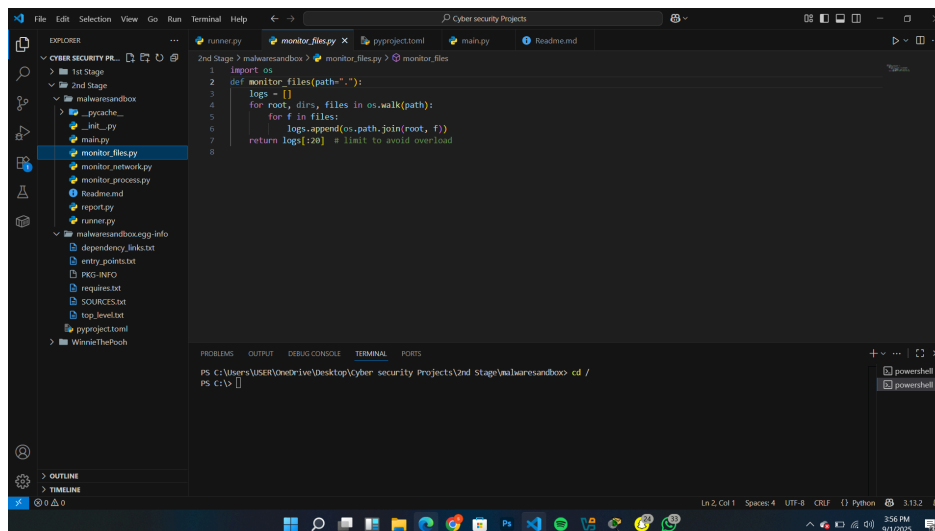 File Edit Selection View Go Run Terminal Help
Cyber security Projects
EXPLORER
CYBER SECURITY PR...
1st Stage
2nd Stage
malwaresandbox
__pycache__
__init__.py
main.py
monitor_files.py
monitor_network.py
monitor_process.py
Readme.md
report.py
runner.py
malwaresandbox.egg-info
dependency_links.txt
entry_points.txt
PKG-INFO
requires.txt
SOURCES.txt
top_level.txt
pyproject.toml
WinnieThePooh
OUTLINE
TIMELINE
runner.py monitor_files.py pyproject.toml main.py Readme.md
2nd Stage > malwaresandbox > monitor_files.py > monitor_files
1 import os
2 def monitor_files(path="."):
3 logs = []
4 for root, dirs, files in os.walk(path):
5 for f in files:
6 logs.append(os.path.join(root, f))
7 return logs[:20] # limit to avoid overload
8
PROBLEMS OUTPUT DEBUG CONSOLE TERMINAL PORTS
PS C:\Users\USER\OneDrive\Desktop\Cyber security Projects\2nd Stage\malwaresandbox> cd /
PS C:\>
powershell
powershell
0 0
Ln 2, Col 1 Spaces: 4 UTF-8 CRLF {} Python 3.13.2
3:56 PM
9/1/2025